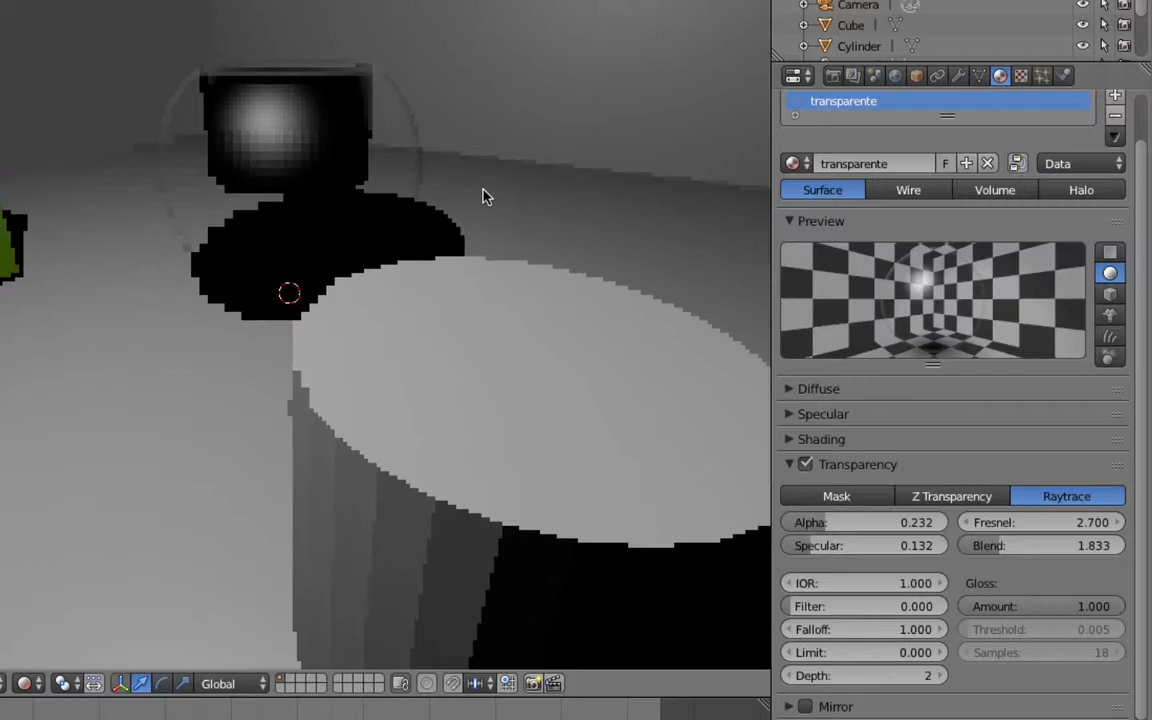 Camera
Cube
Cylinder
transparente
transparente F Data
Surface Wire Volume Halo
Preview
Diffuse
Specular
Shading
Transparency
Mask Z Transparency Raytrace
Alpha: 0.232 Fresnel: 2.700
Specular: 0.132 Blend: 1.833
IOR: 1.000 Gloss:
Filter: 0.000 Amount: 1.000
Falloff: 1.000 Threshold: 0.005
Limit: 0.000 Samples: 18
Depth: 2
Global
Mirror